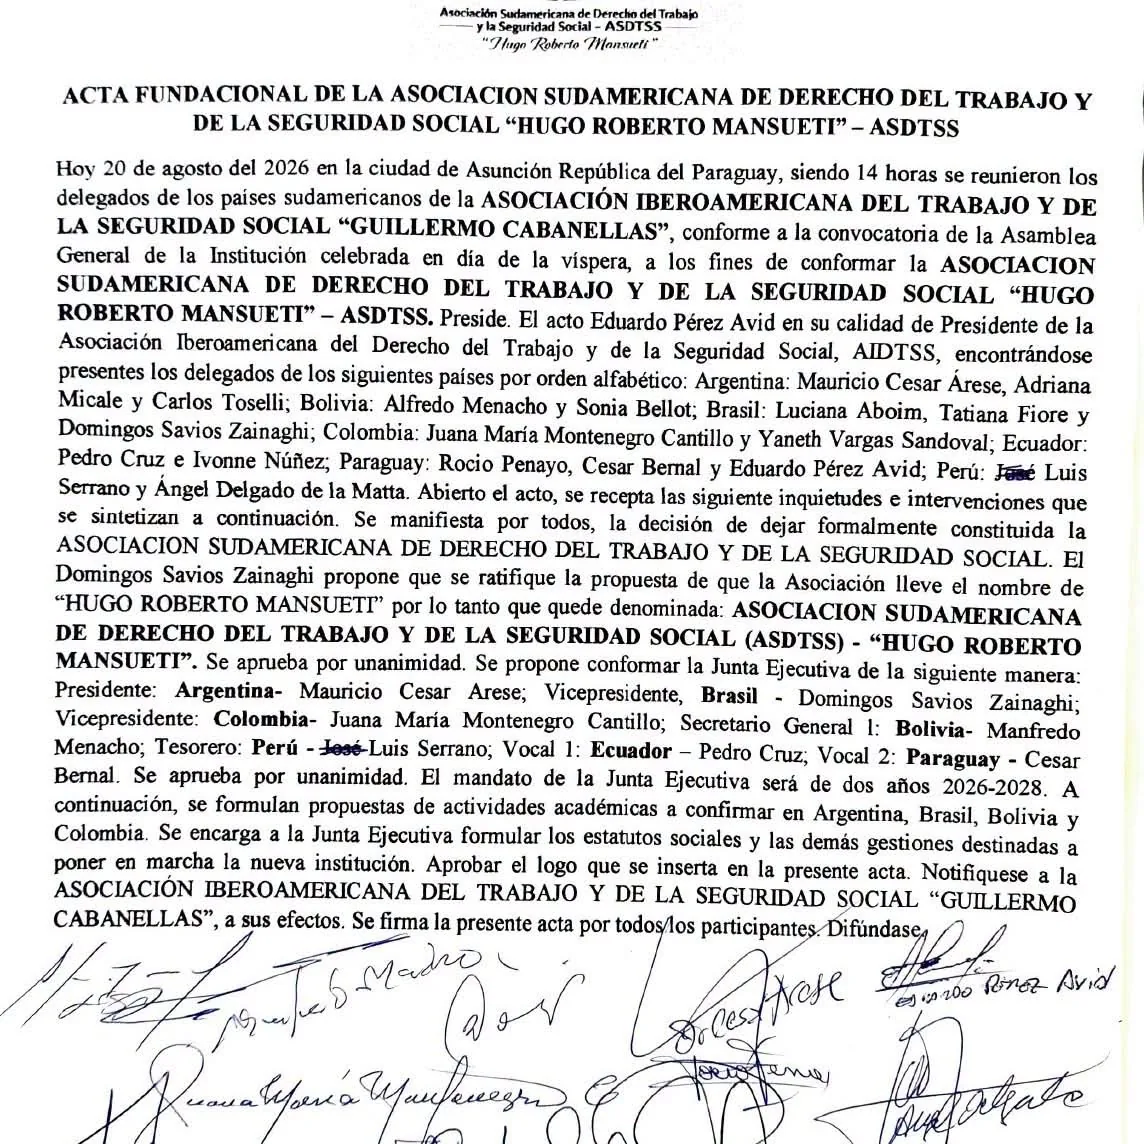 Asociación Sudamericana de Derecho del Trabajo
y la Seguridad Social - ASDTSS
"Hugo Roberto Mansueti"
ACTA FUNDACIONAL DE LA ASOCIACION SUDAMERICANA DE DERECHO DEL TRABAJO Y
DE LA SEGURIDAD SOCIAL “HUGO ROBERTO MANSUETI” – ASDTSS
Hoy 20 de agosto del 2026 en la ciudad de Asunción República del Paraguay, siendo 14 horas se reunieron los
delegados de los países sudamericanos de la ASOCIACIÓN IBEROAMERICANA DEL TRABAJO Y DE
LA SEGURIDAD SOCIAL “GUILLERMO CABANELLAS”, conforme a la convocatoria de la Asamblea
General de la Institución celebrada en día de la víspera, a los fines de conformar la ASOCIACION
SUDAMERICANA DE DERECHO DEL TRABAJO Y DE LA SEGURIDAD SOCIAL “HUGO
ROBERTO MANSUETI” – ASDTSS. Preside. El acto Eduardo Pérez Avid en su calidad de Presidente de la
Asociación Iberoamericana del Derecho del Trabajo y de la Seguridad Social, AIDTSS, encontrándose
presentes los delegados de los siguientes países por orden alfabético: Argentina: Mauricio Cesar Árese, Adriana
Micale y Carlos Toselli; Bolivia: Alfredo Menacho y Sonia Bellot; Brasil: Luciana Aboim, Tatiana Fiore y
Domingos Savios Zainaghi; Colombia: Juana María Montenegro Cantillo y Yaneth Vargas Sandoval; Ecuador:
Pedro Cruz e Ivonne Núñez; Paraguay: Rocio Penayo, Cesar Bernal y Eduardo Pérez Avid; Perú: José Luis
Serrano y Ángel Delgado de la Matta. Abierto el acto, se recepta las siguiente inquietudes e intervenciones que
se sintetizan a continuación. Se manifiesta por todos, la decisión de dejar formalmente constituida la
ASOCIACION SUDAMERICANA DE DERECHO DEL TRABAJO Y DE LA SEGURIDAD SOCIAL. El
Domingos Savios Zainaghi propone que se ratifique la propuesta de que la Asociación lleve el nombre de
“HUGO ROBERTO MANSUETI” por lo tanto que quede denominada: ASOCIACION SUDAMERICANA
DE DERECHO DEL TRABAJO Y DE LA SEGURIDAD SOCIAL (ASDTSS) - “HUGO ROBERTO
MANSUETI”. Se aprueba por unanimidad. Se propone conformar la Junta Ejecutiva de la siguiente manera:
Presidente: Argentina- Mauricio Cesar Arese; Vicepresidente, Brasil - Domingos Savios Zainaghi;
Vicepresidente: Colombia- Juana María Montenegro Cantillo; Secretario General 1: Bolivia- Manfredo
Menacho; Tesorero: Perú - José Luis Serrano; Vocal 1: Ecuador – Pedro Cruz; Vocal 2: Paraguay - Cesar
Bernal. Se aprueba por unanimidad. El mandato de la Junta Ejecutiva será de dos años 2026-2028. A
continuación, se formulan propuestas de actividades académicas a confirmar en Argentina, Brasil, Bolivia y
Colombia. Se encarga a la Junta Ejecutiva formular los estatutos sociales y las demás gestiones destinadas a
poner en marcha la nueva institución. Aprobar el logo que se inserta en la presente acta. Notifiquese a la
ASOCIACIÓN IBEROAMERICANA DEL TRABAJO Y DE LA SEGURIDAD SOCIAL “GUILLERMO
CABANELLAS”, a sus efectos. Se firma la presente acta por todos los participantes. Difúndase.
Arese
EDUARDO PÉREZ AVID
Juana María Montenegro
Angel Delgado